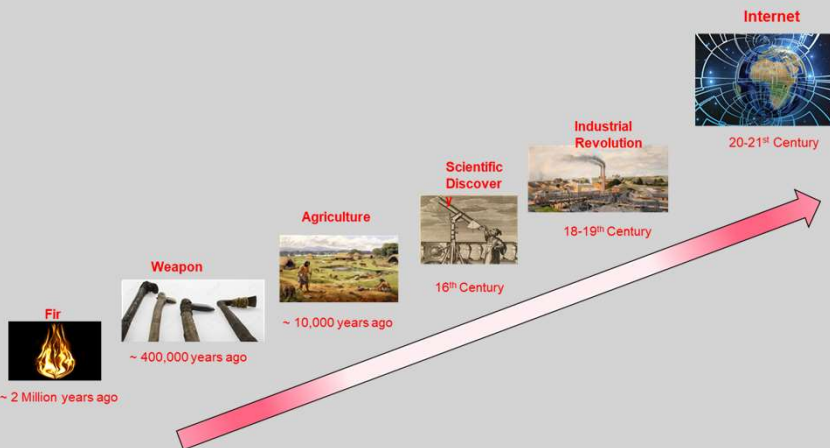 Fir
~ 2 Million years ago
Weapon
~ 400,000 years ago
Agriculture
~ 10,000 years ago
Scientific
Discover
y
16th Century
Industrial
Revolution
18-19th Century
Internet
20-21st Century